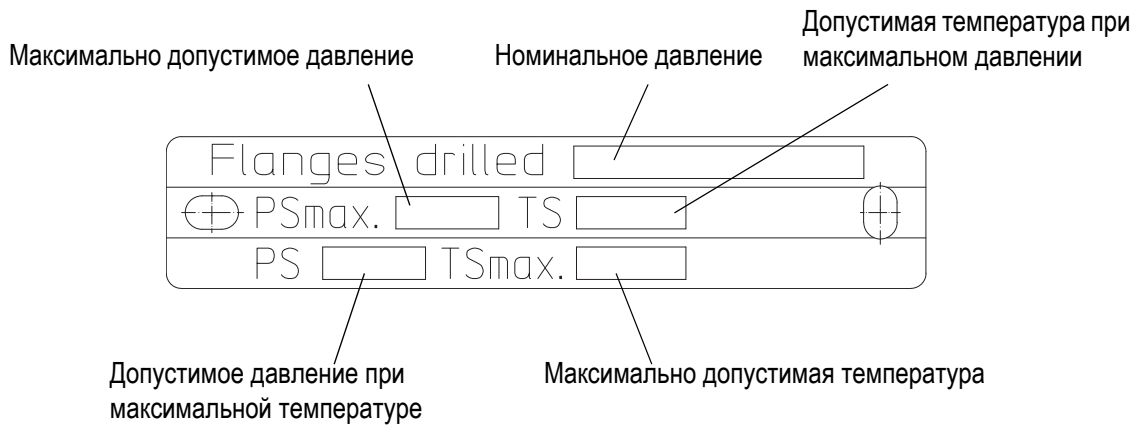 Максимально допустимое давление
Номинальное давление
Допустимая температура при
максимальном давлении
Flanges drilled
PSmax. TS
PS TSmax.
Допустимое давление при
максимальной температуре
Максимально допустимая температура